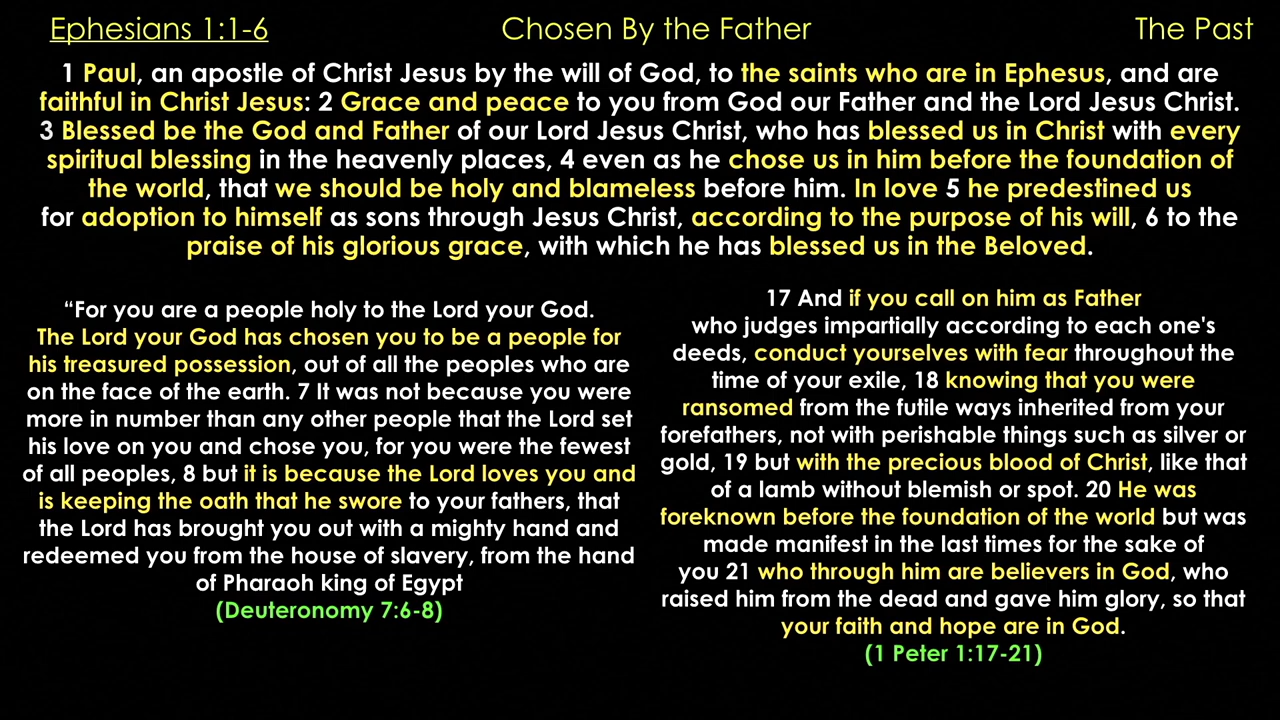 Ephesians 1:1-6 Chosen By the Father The Past
1 Paul, an apostle of Christ Jesus by the will of God, to the saints who are in Ephesus, and are
faithful in Christ Jesus: 2 Grace and peace to you from God our Father and the Lord Jesus Christ.
3 Blessed be the God and Father of our Lord Jesus Christ, who has blessed us in Christ with every
spiritual blessing in the heavenly places, 4 even as he chose us in him before the foundation of
the world, that we should be holy and blameless before him. In love 5 he predestined us
for adoption to himself as sons through Jesus Christ, according to the purpose of his will, 6 to the
praise of his glorious grace, with which he has blessed us in the Beloved.
“For you are a people holy to the Lord your God.
The Lord your God has chosen you to be a people for
his treasured possession, out of all the peoples who are
on the face of the earth. 7 It was not because you were
more in number than any other people that the Lord set
his love on you and chose you, for you were the fewest
of all peoples, 8 but it is because the Lord loves you and
is keeping the oath that he swore to your fathers, that
the Lord has brought you out with a mighty hand and
redeemed you from the house of slavery, from the hand
of Pharaoh king of Egypt
(Deuteronomy 7:6-8)
17 And if you call on him as Father
who judges impartially according to each one's
deeds, conduct yourselves with fear throughout the
time of your exile, 18 knowing that you were
ransomed from the futile ways inherited from your
forefathers, not with perishable things such as silver or
gold, 19 but with the precious blood of Christ, like that
of a lamb without blemish or spot. 20 He was
foreknown before the foundation of the world but was
made manifest in the last times for the sake of
you 21 who through him are believers in God, who
raised him from the dead and gave him glory, so that
your faith and hope are in God.
(1 Peter 1:17-21)